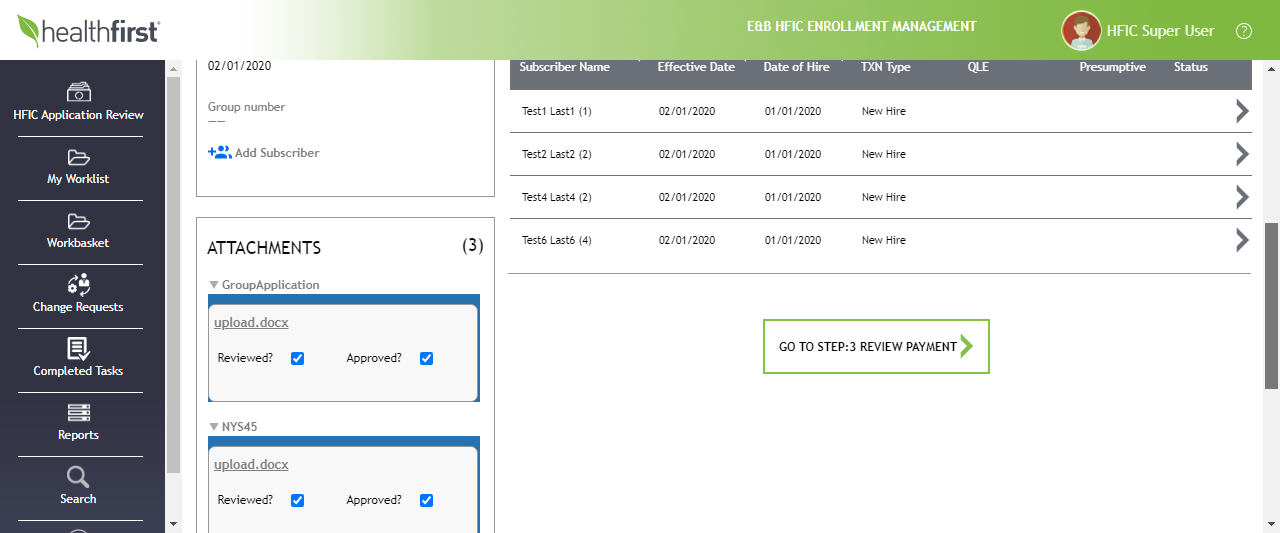 healthfirst
E&B HFIC ENROLLMENT MANAGEMENT
HFIC Super User
?
HFIC Application Review
My Worklist
Workbasket
Change Requests
Completed Tasks
Reports
Search
02/01/2020
Group number
––
Add Subscriber
ATTACHMENTS (3)
GroupApplication
upload.docx
Reviewed? Approved?
NYS45
upload.docx
Reviewed? Approved?
Subscriber Name Effective Date Date of Hire TXN Type QLE Presumptive Status
Test1 Last1 (1) 02/01/2020 01/01/2020 New Hire
Test2 Last2 (2) 02/01/2020 01/01/2020 New Hire
Test4 Last4 (2) 02/01/2020 01/01/2020 New Hire
Test6 Last6 (4) 02/01/2020 01/01/2020 New Hire
GO TO STEP:3 REVIEW PAYMENT